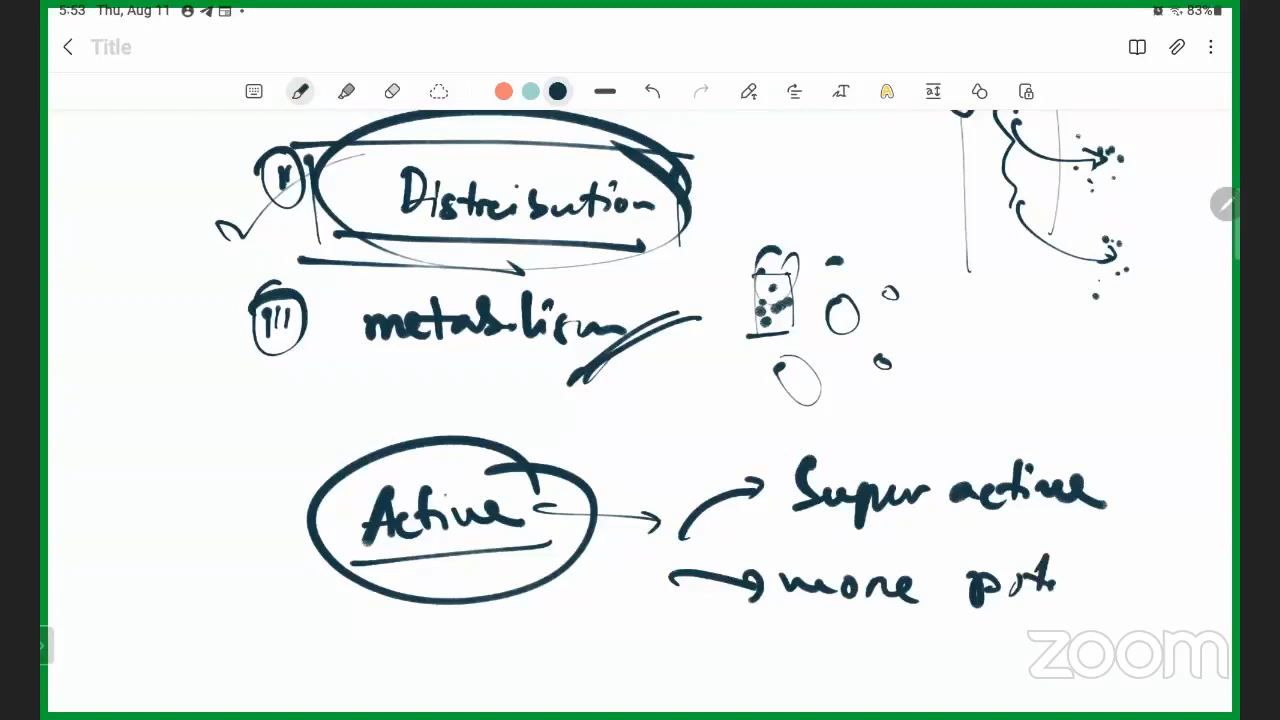 5:53 Thu, Aug 11
83%
Title
II Distribution
III metabolism
Active
Super active
more pot
zoom